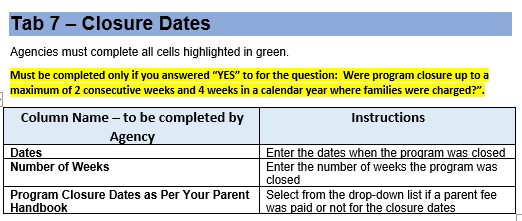 Tab 7 – Closure Dates
Agencies must complete all cells highlighted in green.
Must be completed only if you answered “YES” to for the question:  Were program closure up to a
maximum of 2 consecutive weeks and 4 weeks in a calendar year where families were charged?”.
Column Name – to be completed by
Agency
Instructions
Dates
Enter the dates when the program was closed
Number of Weeks
Enter the number of weeks the program was
closed
Program Closure Dates as Per Your Parent
Handbook
Select from the drop-down list if a parent fee
was paid or not for the closure dates